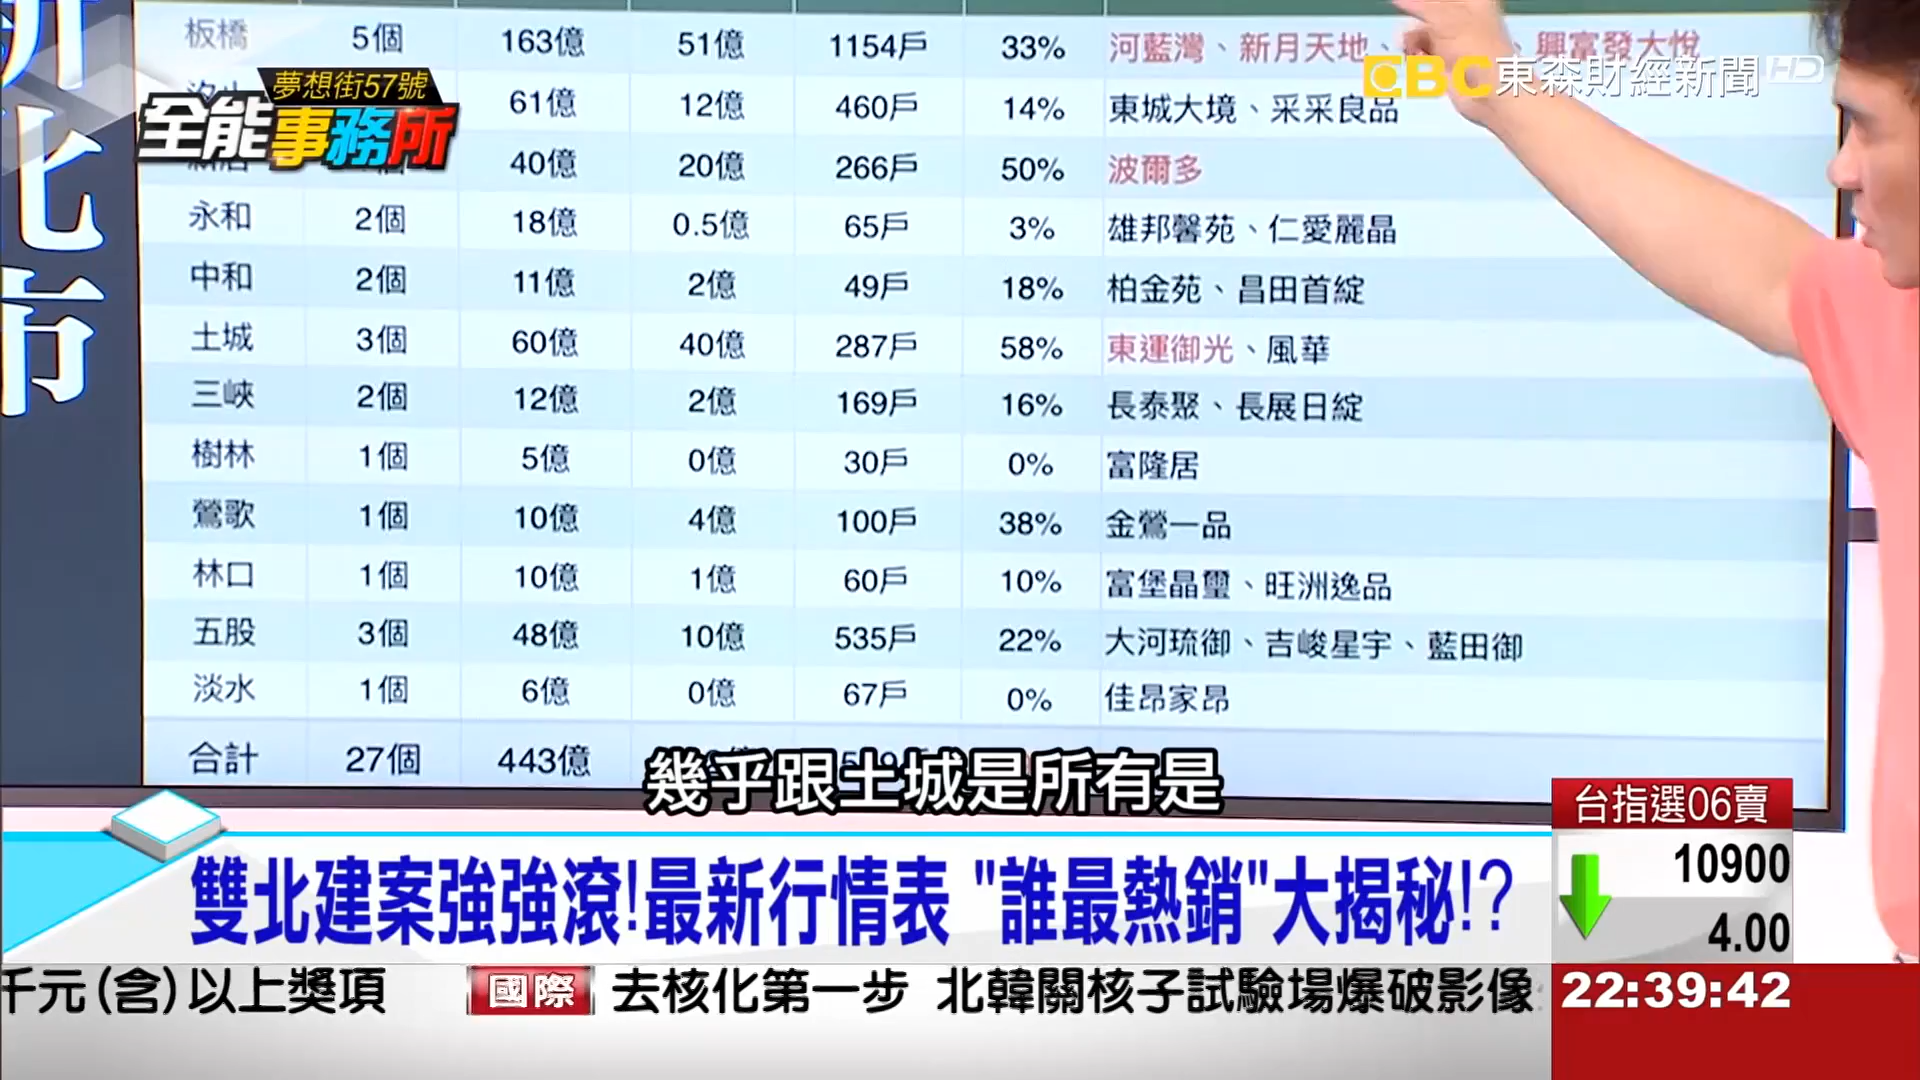 新北市
板橋 5個 163億 51億 1154戶 33% 河藍灣、新月天地、 、興富發大悅
汐止 61億 12億 460戶 14% 東城大境、采采良品
新店 個 40億 20億 266戶 50% 波爾多
永和 2個 18億 0.5億 65戶 3% 雄邦馨苑、仁愛麗晶
中和 2個 11億 2億 49戶 18% 柏金苑、昌田首綻
土城 3個 60億 40億 287戶 58% 東運御光、風華
三峽 2個 12億 2億 169戶 16% 長泰聚、長展日綻
樹林 1個 5億 0億 30戶 0% 富隆居
鶯歌 1個 10億 4億 100戶 38% 金鶯一品
林口 1個 10億 1億 60戶 10% 富堡晶璽、旺洲逸品
五股 3個 48億 10億 535戶 22% 大河琉御、吉峻星宇、藍田御
淡水 1個 6億 0億 67戶 0% 佳昂家昂
合計 27個 443億
夢想街57號
全能事務所
EBC東森財經新聞HD
幾乎跟土城是所有是
雙北建案強強滾!最新行情表 "誰最熱銷"大揭秘!?
台指選06賣
10900
4.00
千元(含)以上獎項 國際 去核化第一步 北韓關核子試驗場爆破影像
22:39:42